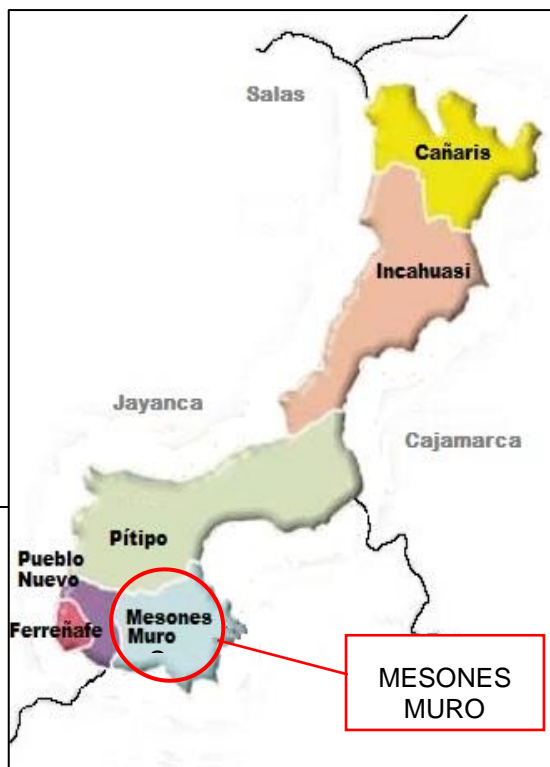 Salas
Cañaris
Incahuasi
Jayanca
Cajamarca
Pítipo
Pueblo
Nuevo
Ferreñafe
Mesones
Muro
MESONES
MURO